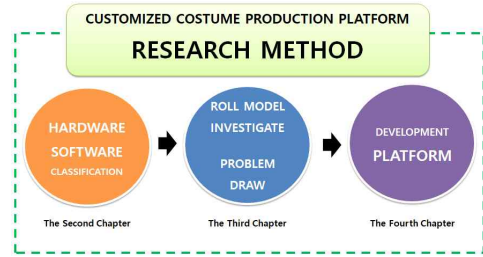 CUSTOMIZED COSTUME PRODUCTION PLATFORM
RESEARCH METHOD
HARDWARE
SOFTWARE
CLASSIFICATION
The Second Chapter
ROLL MODEL
INVESTIGATE
PROBLEM
DRAW
The Third Chapter
DEVELOPMENT
PLATFORM
The Fourth Chapter